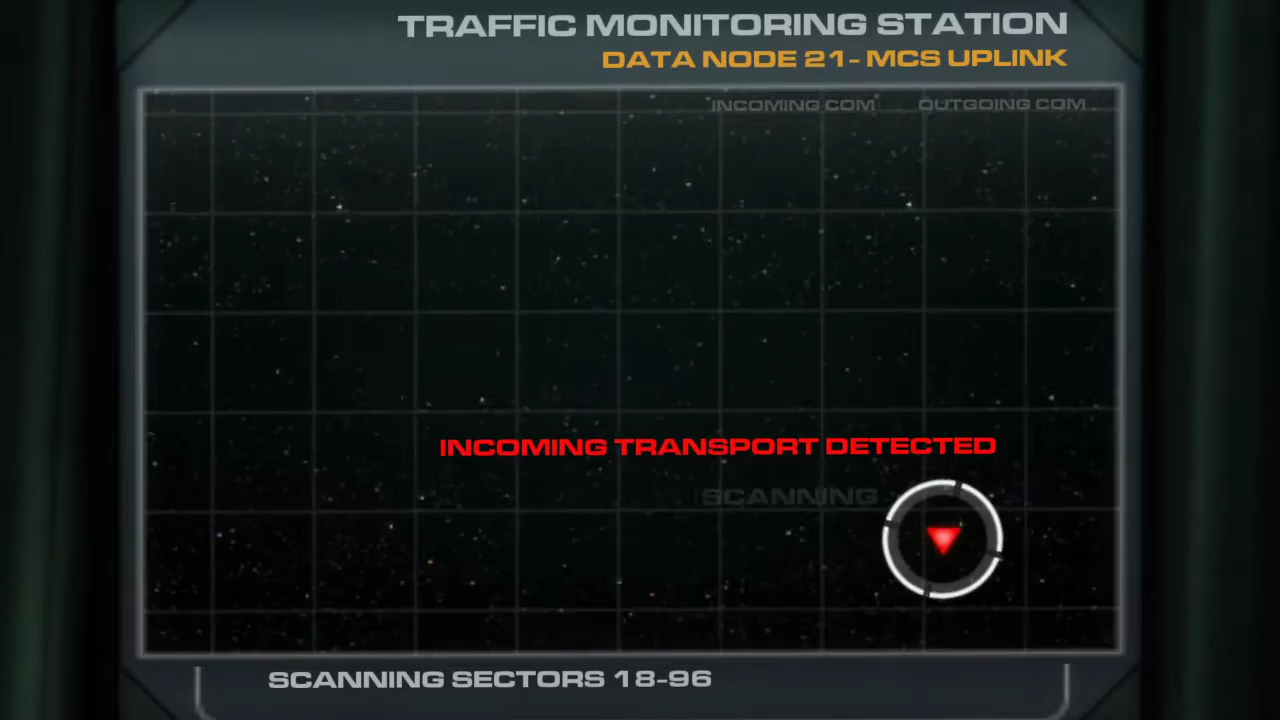 TRAFFIC MONITORING STATION
DATA NODE 21- MCS UPLINK
INCOMING COM OUTGOING COM
INCOMING TRANSPORT DETECTED
SCANNING
SCANNING SECTORS 18-96